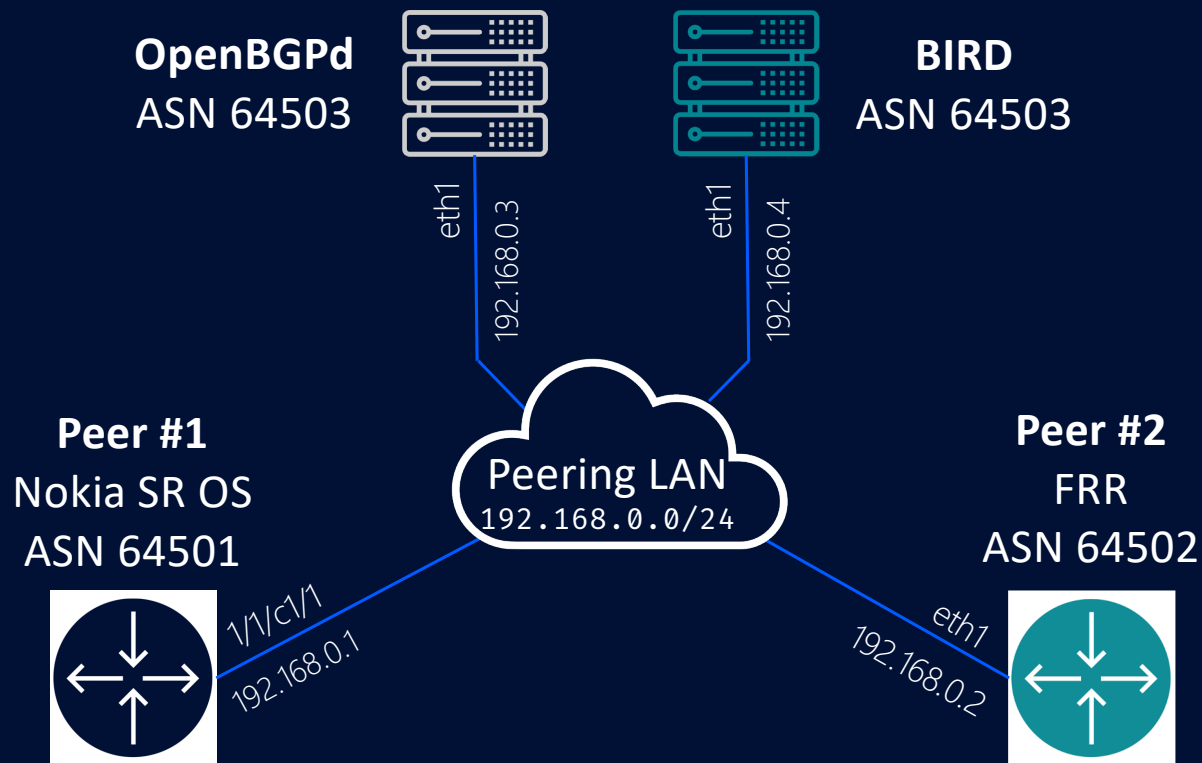 OpenBGPd
ASN 64503
BIRD
ASN 64503
eth1
192.168.0.3
eth1
192.168.0.4
Peering LAN
192.168.0.0/24
Peer #1
Nokia SR OS
ASN 64501
1/1/c1/1
192.168.0.1
Peer #2
FRR
ASN 64502
eth1
192.168.0.2